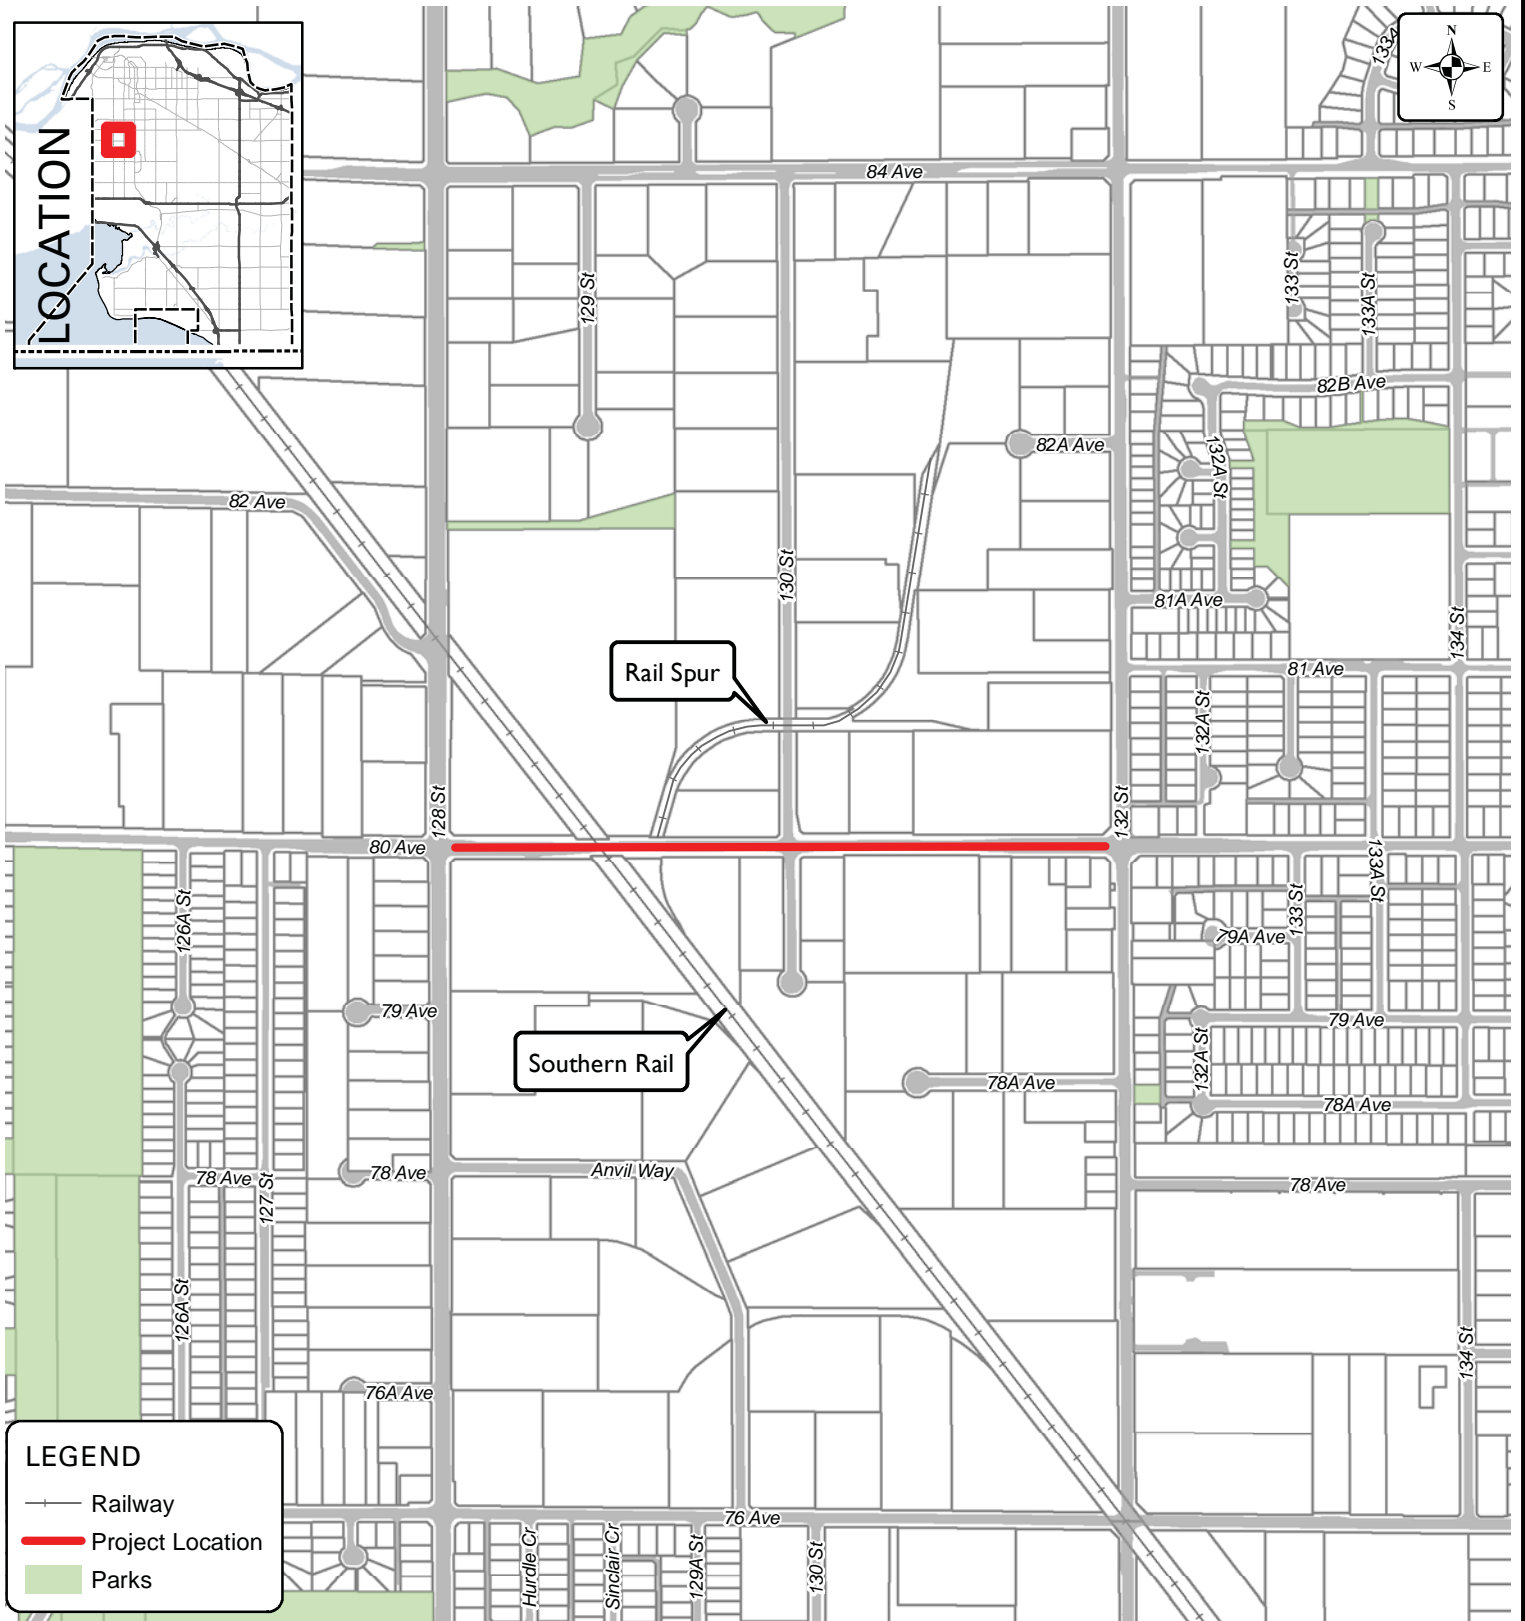 LOCATION
N
W E
S
133A
84 Ave
129 St
133 St
133A St
82B Ave
82A Ave
132A St
82 Ave
130 St
81A Ave
134 St
Rail Spur
81 Ave
132A St
128 St
132 St
80 Ave
133A St
126A St
133 St
79A Ave
79 Ave
79 Ave
Southern Rail
132A St
78A Ave
78A Ave
Anvil Way
78 Ave
78 Ave
78 Ave
127 St
126A St
134 St
76A Ave
LEGEND
Railway
Project Location
Parks
76 Ave
Hurdle Cr
Sinclair Cr
129A St
130 St